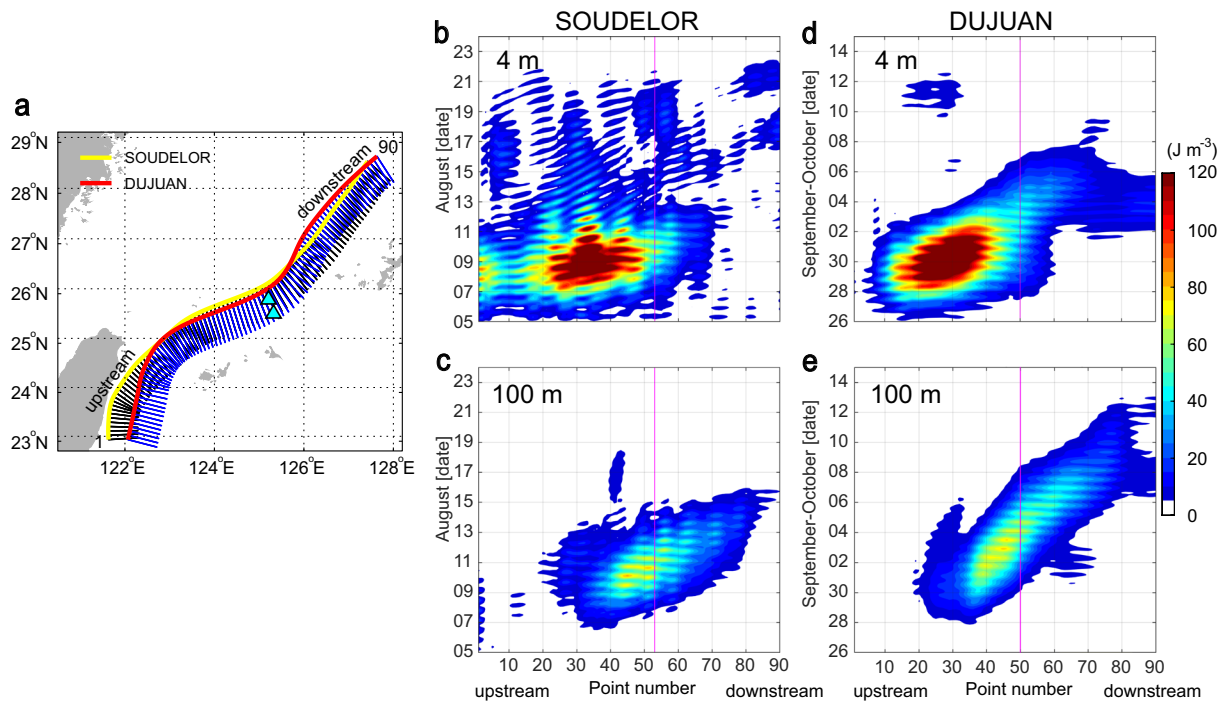 SOUDELOR
DUJUAN
a
29°N
28°N
27°N
26°N
25°N
24°N
23°N
122°E
124°E
126°E
128°E
SOUDELOR
DUJUAN
90
downstream
upstream
1
b
4 m
August [date]
23
21
19
17
15
13
11
09
07
05
d
4 m
September-October [date]
14
12
10
08
06
04
02
30
28
26
(J m-3)
120
100
80
60
40
20
0
c
100 m
August [date]
23
21
19
17
15
13
11
09
07
05
10 20 30 40 50 60 70 80 90
upstream Point number downstream
e
100 m
September-October [date]
14
12
10
08
06
04
02
30
28
26
10 20 30 40 50 60 70 80 90
upstream Point number downstream